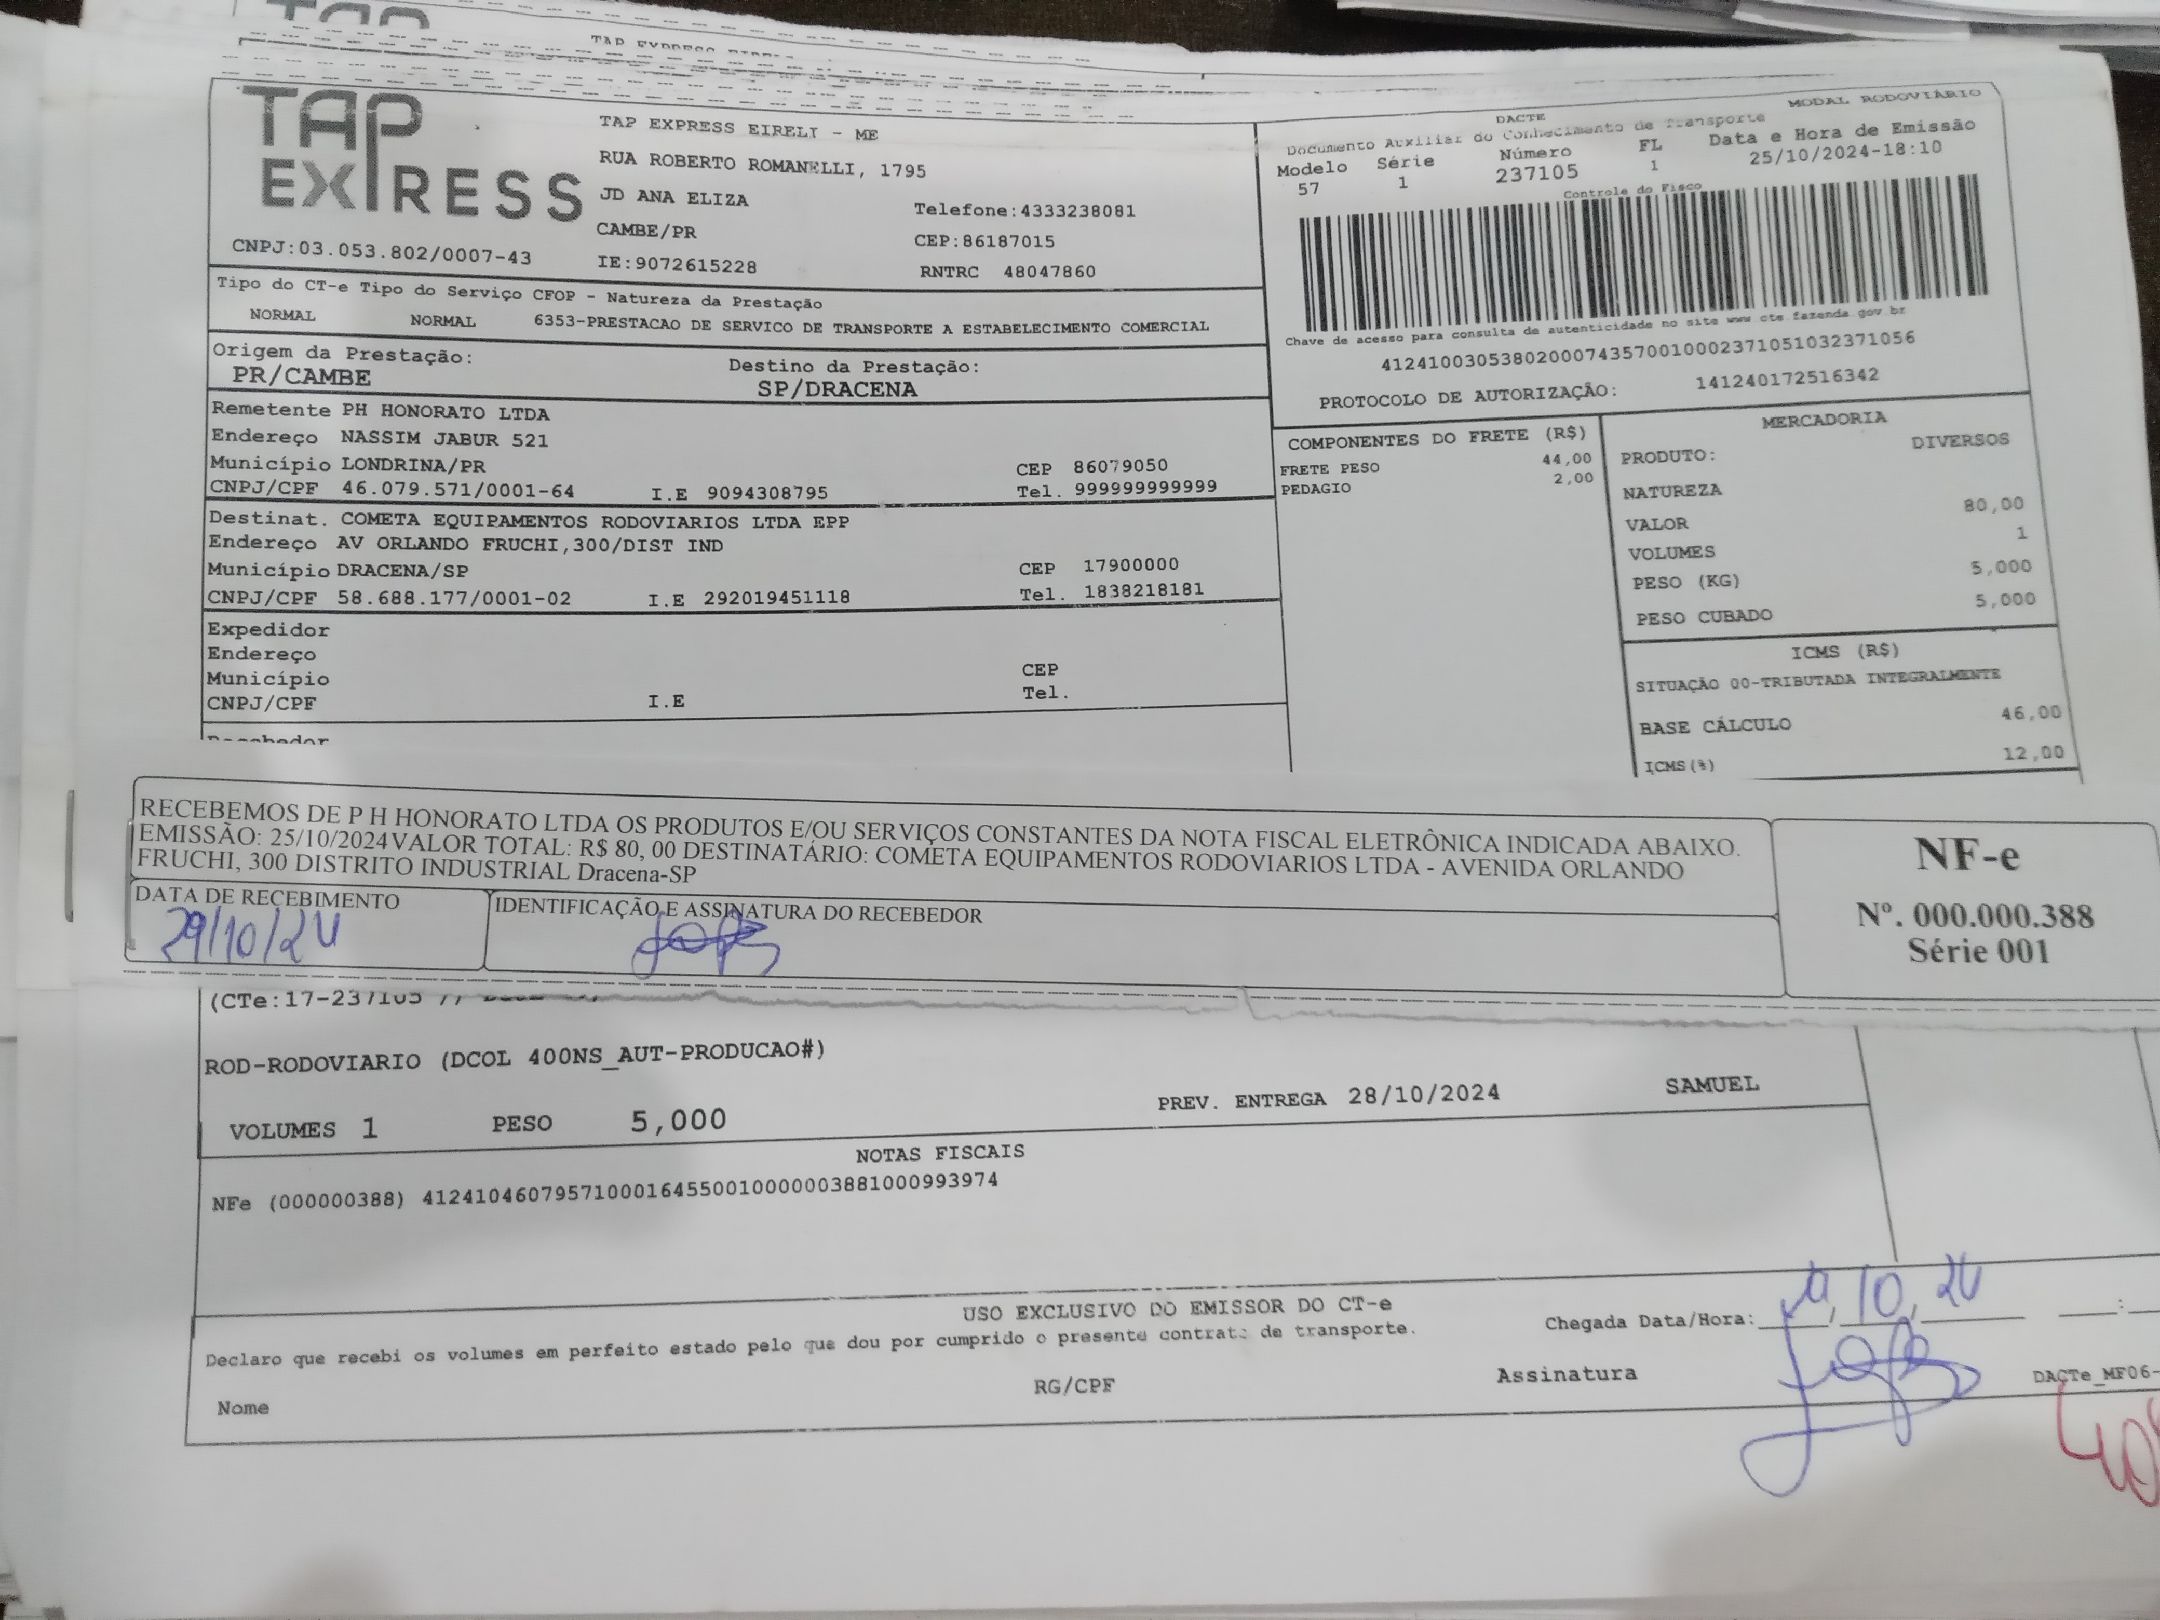 TAP EXPRESS
TAP EXPRESS EIRELI - ME
RUA ROBERTO ROMANELLI, 1795
JD ANA ELIZA
Telefone:4333238081
CAMBE/PR
CEP:86187015
CNPJ:03.053.802/0007-43
IE:9072615228
RNTRC 48047860
MODAL RODOVIÁRIO
DACTE
Documento Auxiliar do Conhecimento de Transporte
Modelo Série Número FL Data e Hora de Emissão
57 1 237105 1 25/10/2024-18:10
Controle do Fisco
Chave de acesso para consulta de autenticidade no site www cte fazenda gov br
41241003053802000743570010002371051032371056
PROTOCOLO DE AUTORIZAÇÃO: 141240172516342
Tipo do CT-e Tipo do Serviço CFOP - Natureza da Prestação
NORMAL NORMAL 6353-PRESTACAO DE SERVICO DE TRANSPORTE A ESTABELECIMENTO COMERCIAL
Origem da Prestação: Destino da Prestação:
PR/CAMBE SP/DRACENA
Remetente PH HONORATO LTDA
Endereço NASSIM JABUR 521
Município LONDRINA/PR CEP 86079050
CNPJ/CPF 46.079.571/0001-64 I.E 9094308795 Tel. 999999999999
Destinat. COMETA EQUIPAMENTOS RODOVIARIOS LTDA EPP
Endereço AV ORLANDO FRUCHI,300/DIST IND
Município DRACENA/SP CEP 17900000
CNPJ/CPF 58.688.177/0001-02 I.E 292019451118 Tel. 1838218181
Expedidor
Endereço
Município CEP
CNPJ/CPF I.E Tel.
COMPONENTES DO FRETE (R$)
FRETE PESO 44,00
PEDAGIO 2,00
MERCADORIA
PRODUTO: DIVERSOS
NATUREZA
VALOR 80,00
VOLUMES 1
PESO (KG) 5,000
PESO CUBADO 5,000
ICMS (R$)
SITUAÇÃO 00-TRIBUTADA INTEGRALMENTE
BASE CÁLCULO 46,00
ICMS(%) 12,00
RECEBEMOS DE P H HONORATO LTDA OS PRODUTOS E/OU SERVIÇOS CONSTANTES DA NOTA FISCAL ELETRÔNICA INDICADA ABAIXO.
EMISSÃO: 25/10/2024 VALOR TOTAL: R$ 80, 00 DESTINATÁRIO: COMETA EQUIPAMENTOS RODOVIARIOS LTDA - AVENIDA ORLANDO
FRUCHI, 300 DISTRITO INDUSTRIAL Dracena-SP
DATA DE RECEBIMENTO
29/10/24
IDENTIFICAÇÃO E ASSINATURA DO RECEBEDOR
NF-e
Nº. 000.000.388
Série 001
(CTe:17-237105
ROD-RODOVIARIO (DCOL 400NS_AUT-PRODUCAO#)
VOLUMES 1 PESO 5,000 PREV. ENTREGA 28/10/2024 SAMUEL
NOTAS FISCAIS
NFe (000000388) 41241046079571000164550010000003881000993974
USO EXCLUSIVO DO EMISSOR DO CT-e
Declaro que recebi os volumes em perfeito estado pelo que dou por cumprido o presente contrato de transporte.
Chegada Data/Hora: 10, 24
Nome RG/CPF Assinatura
DACTe_MF06-